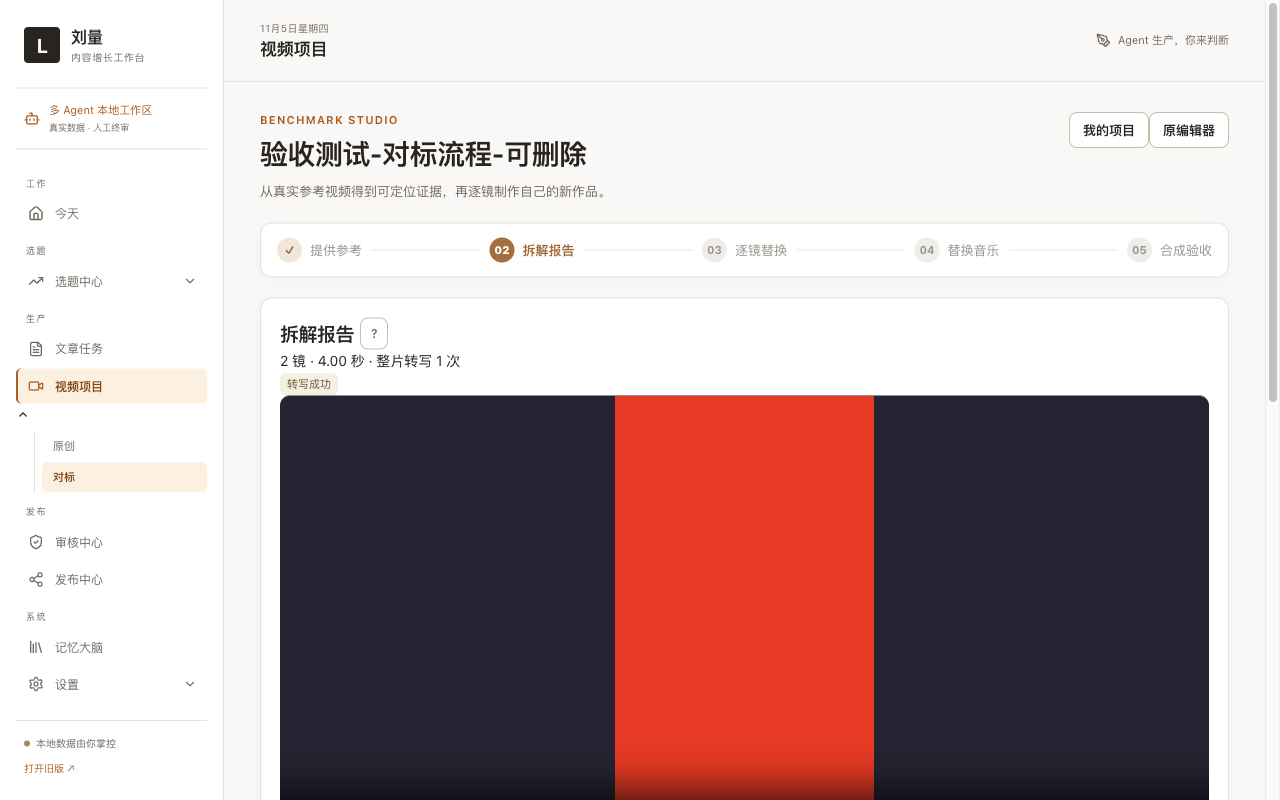 L
刘量
内容增长工作台
多 Agent 本地工作区
真实数据 · 人工终审
工作
今天
选题
选题中心
生产
文章任务
视频项目
原创
对标
发布
审核中心
发布中心
系统
记忆大脑
设置
本地数据由你掌控
打开旧版 ↗
11月5日星期四
视频项目
Agent 生产，你来判断
BENCHMARK STUDIO
验收测试-对标流程-可删除
从真实参考视频得到可定位证据，再逐镜制作自己的新作品。
我的项目
原编辑器
提供参考
02 拆解报告
03 逐镜替换
04 替换音乐
05 合成验收
拆解报告 ?
2 镜 · 4.00 秒 · 整片转写 1 次
转写成功